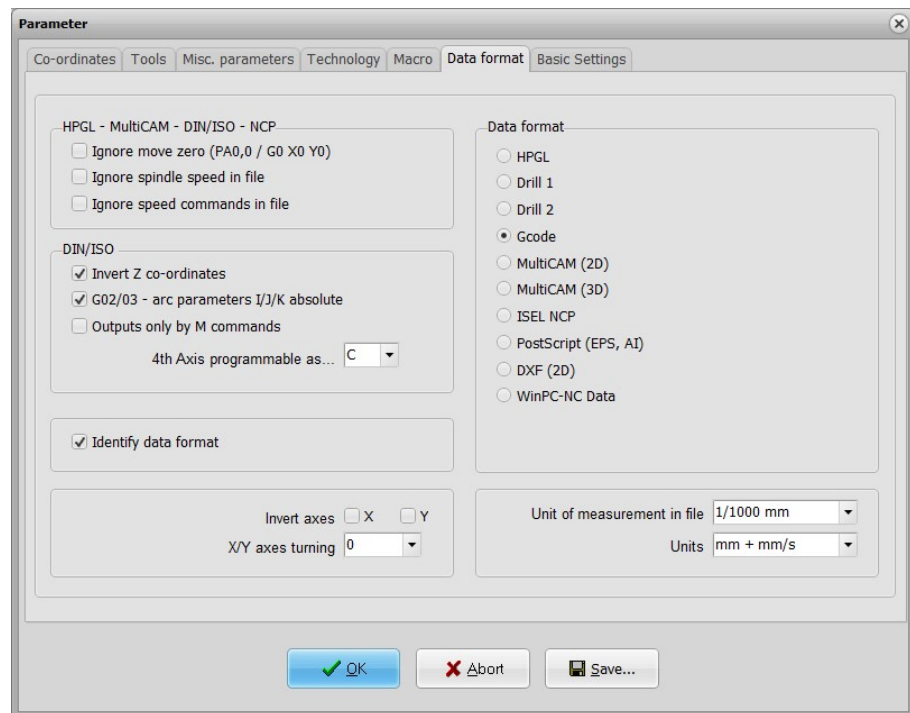 Parameter
Co-ordinates Tools Misc. parameters Technology Macro Data format Basic Settings
HPGL - MultiCAM - DIN/ISO - NCP
Ignore move zero (PA0,0 / G0 X0 Y0)
Ignore spindle speed in file
Ignore speed commands in file
DIN/ISO
Invert Z co-ordinates
G02/03 - arc parameters I/J/K absolute
Outputs only by M commands
4th Axis programmable as... C
Identify data format
Invert axes X Y
X/Y axes turning 0
Data format
HPGL
Drill 1
Drill 2
Gcode
MultiCAM (2D)
MultiCAM (3D)
ISEL NCP
PostScript (EPS, AI)
DXF (2D)
WinPC-NC Data
Unit of measurement in file 1/1000 mm
Units mm + mm/s
OK Abort Save...